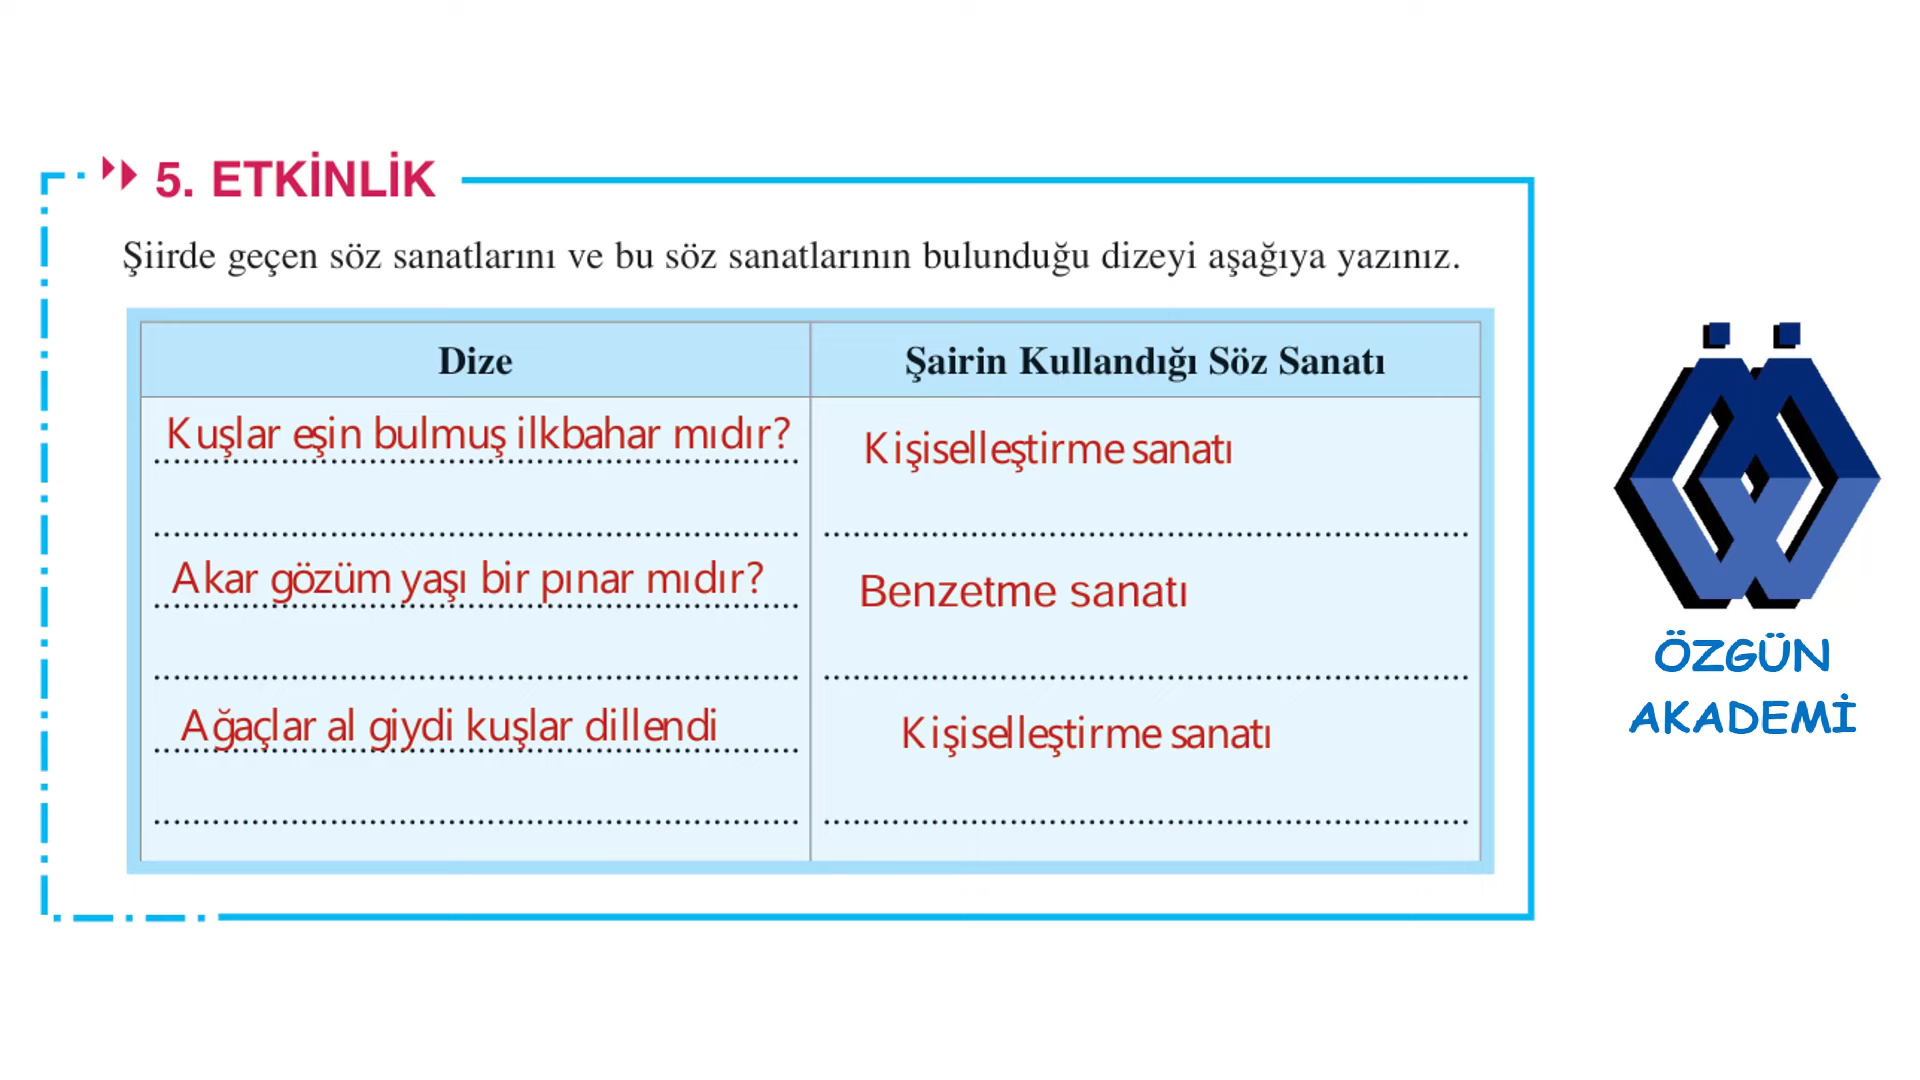 5. ETKİNLİK
Şiirde geçen söz sanatlarını ve bu söz sanatlarının bulunduğu dizeyi aşağıya yazınız.
Dize
Şairin Kullandığı Söz Sanatı
Kuşlar eşin bulmuş ilkbahar mıdır?
Kişiselleştirme sanatı
Akar gözüm yaşı bir pınar mıdır?
Benzetme sanatı
Ağaçlar al giydi kuşlar dillendi
Kişiselleştirme sanatı
ÖZGÜN
AKADEMİ